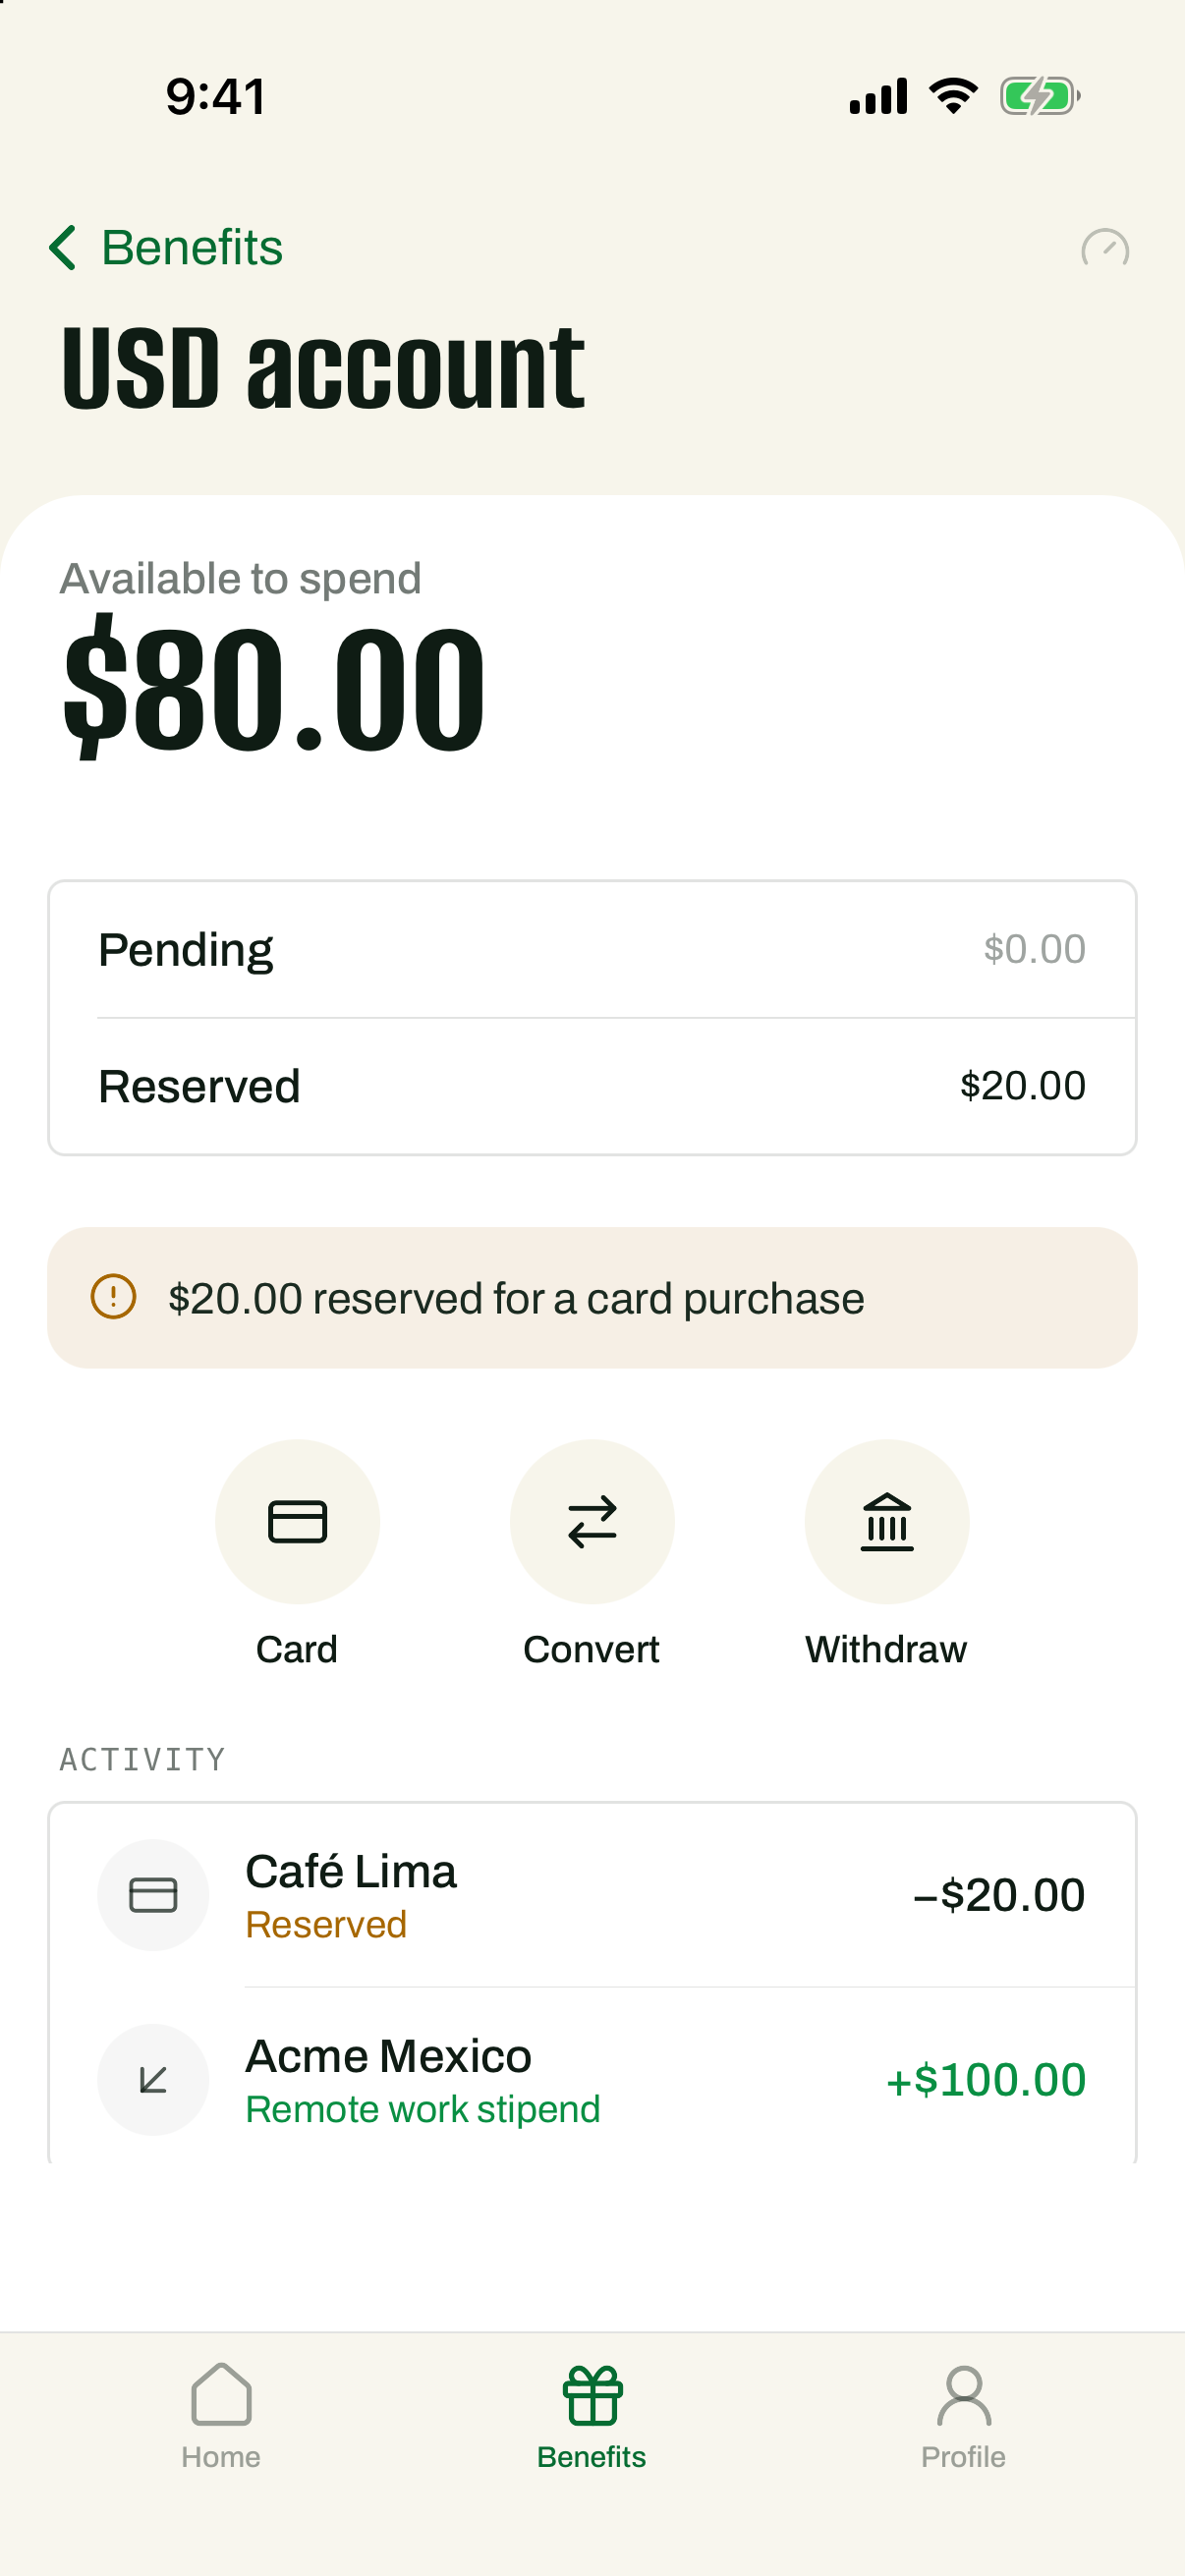 9:41
Benefits
USD account
Available to spend
$80.00
Pending $0.00
Reserved $20.00
$20.00 reserved for a card purchase
Card Convert Withdraw
ACTIVITY
Café Lima
Reserved
–$20.00
Acme Mexico
Remote work stipend
+$100.00
Home Benefits Profile